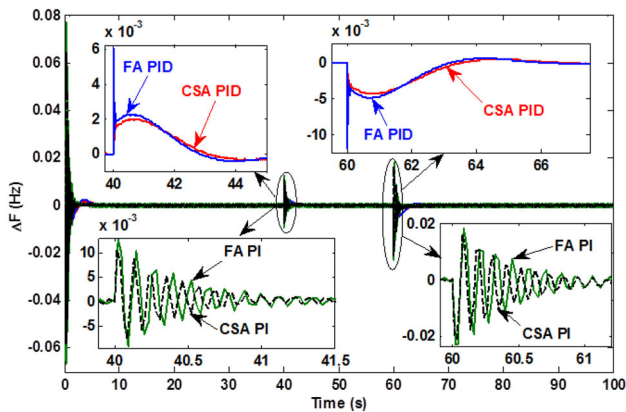 0.08
0.06
0.04
0.02
0
-0.02
-0.04
-0.06
ΔF (Hz)
0 10 20 30 40 50 60 70 80 90 100
Time (s)
x 10⁻³
6
4
2
0
40 42 44
FA PID
CSA PID
x 10⁻³
0
-5
-10
60 62 64 66
CSA PID
FA PID
x 10⁻³
10
5
0
-5
40 40.5 41 41.5
FA PI
CSA PI
0.02
0
-0.02
60 60.5 61
FA PI
CSA PI